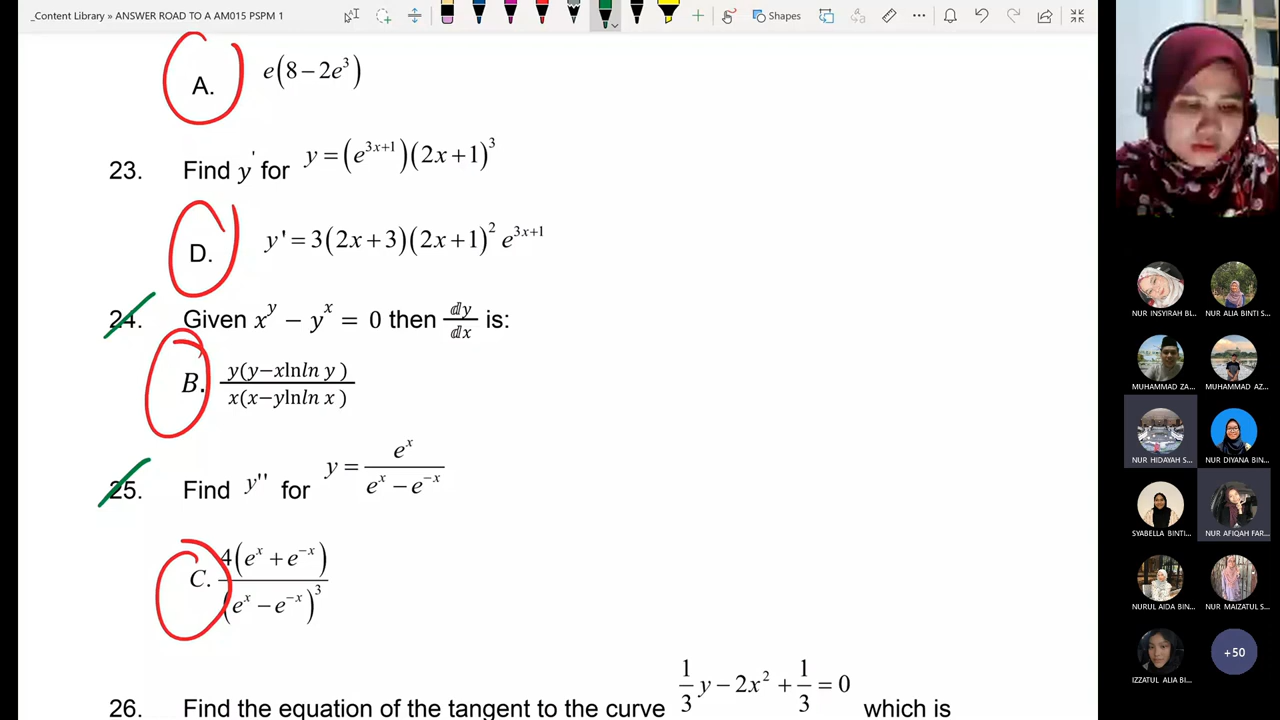 _Content Library » ANSWER ROAD TO A AM015 PSPM 1
Shapes
A. e(8−2e³)
23. Find y' for y=(e^{3x+1})(2x+1)³
D. y'=3(2x+3)(2x+1)² e^{3x+1}
24. Given x^y − y^x = 0 then dy/dx is:
B. y(y−xlnln y )
x(x−ylnln x )
25. Find y'' for y = e^x / (e^x − e^{−x})
C. 4(e^x + e^{−x})
(e^x − e^{−x})³
26. Find the equation of the tangent to the curve 1/3 y − 2x² + 1/3 = 0 which is
NUR INSYIRAH BI...
NUR ALIA BINTI S...
MUHAMMAD ZA...
MUHAMMAD AZ...
NUR HIDAYAH S...
NUR DIYANA BIN...
SYABELLA BINTI...
NUR AFIQAH FAR...
NURUL AIDA BIN...
NUR MAIZATUL S...
IZZATUL ALIA BI...
+50